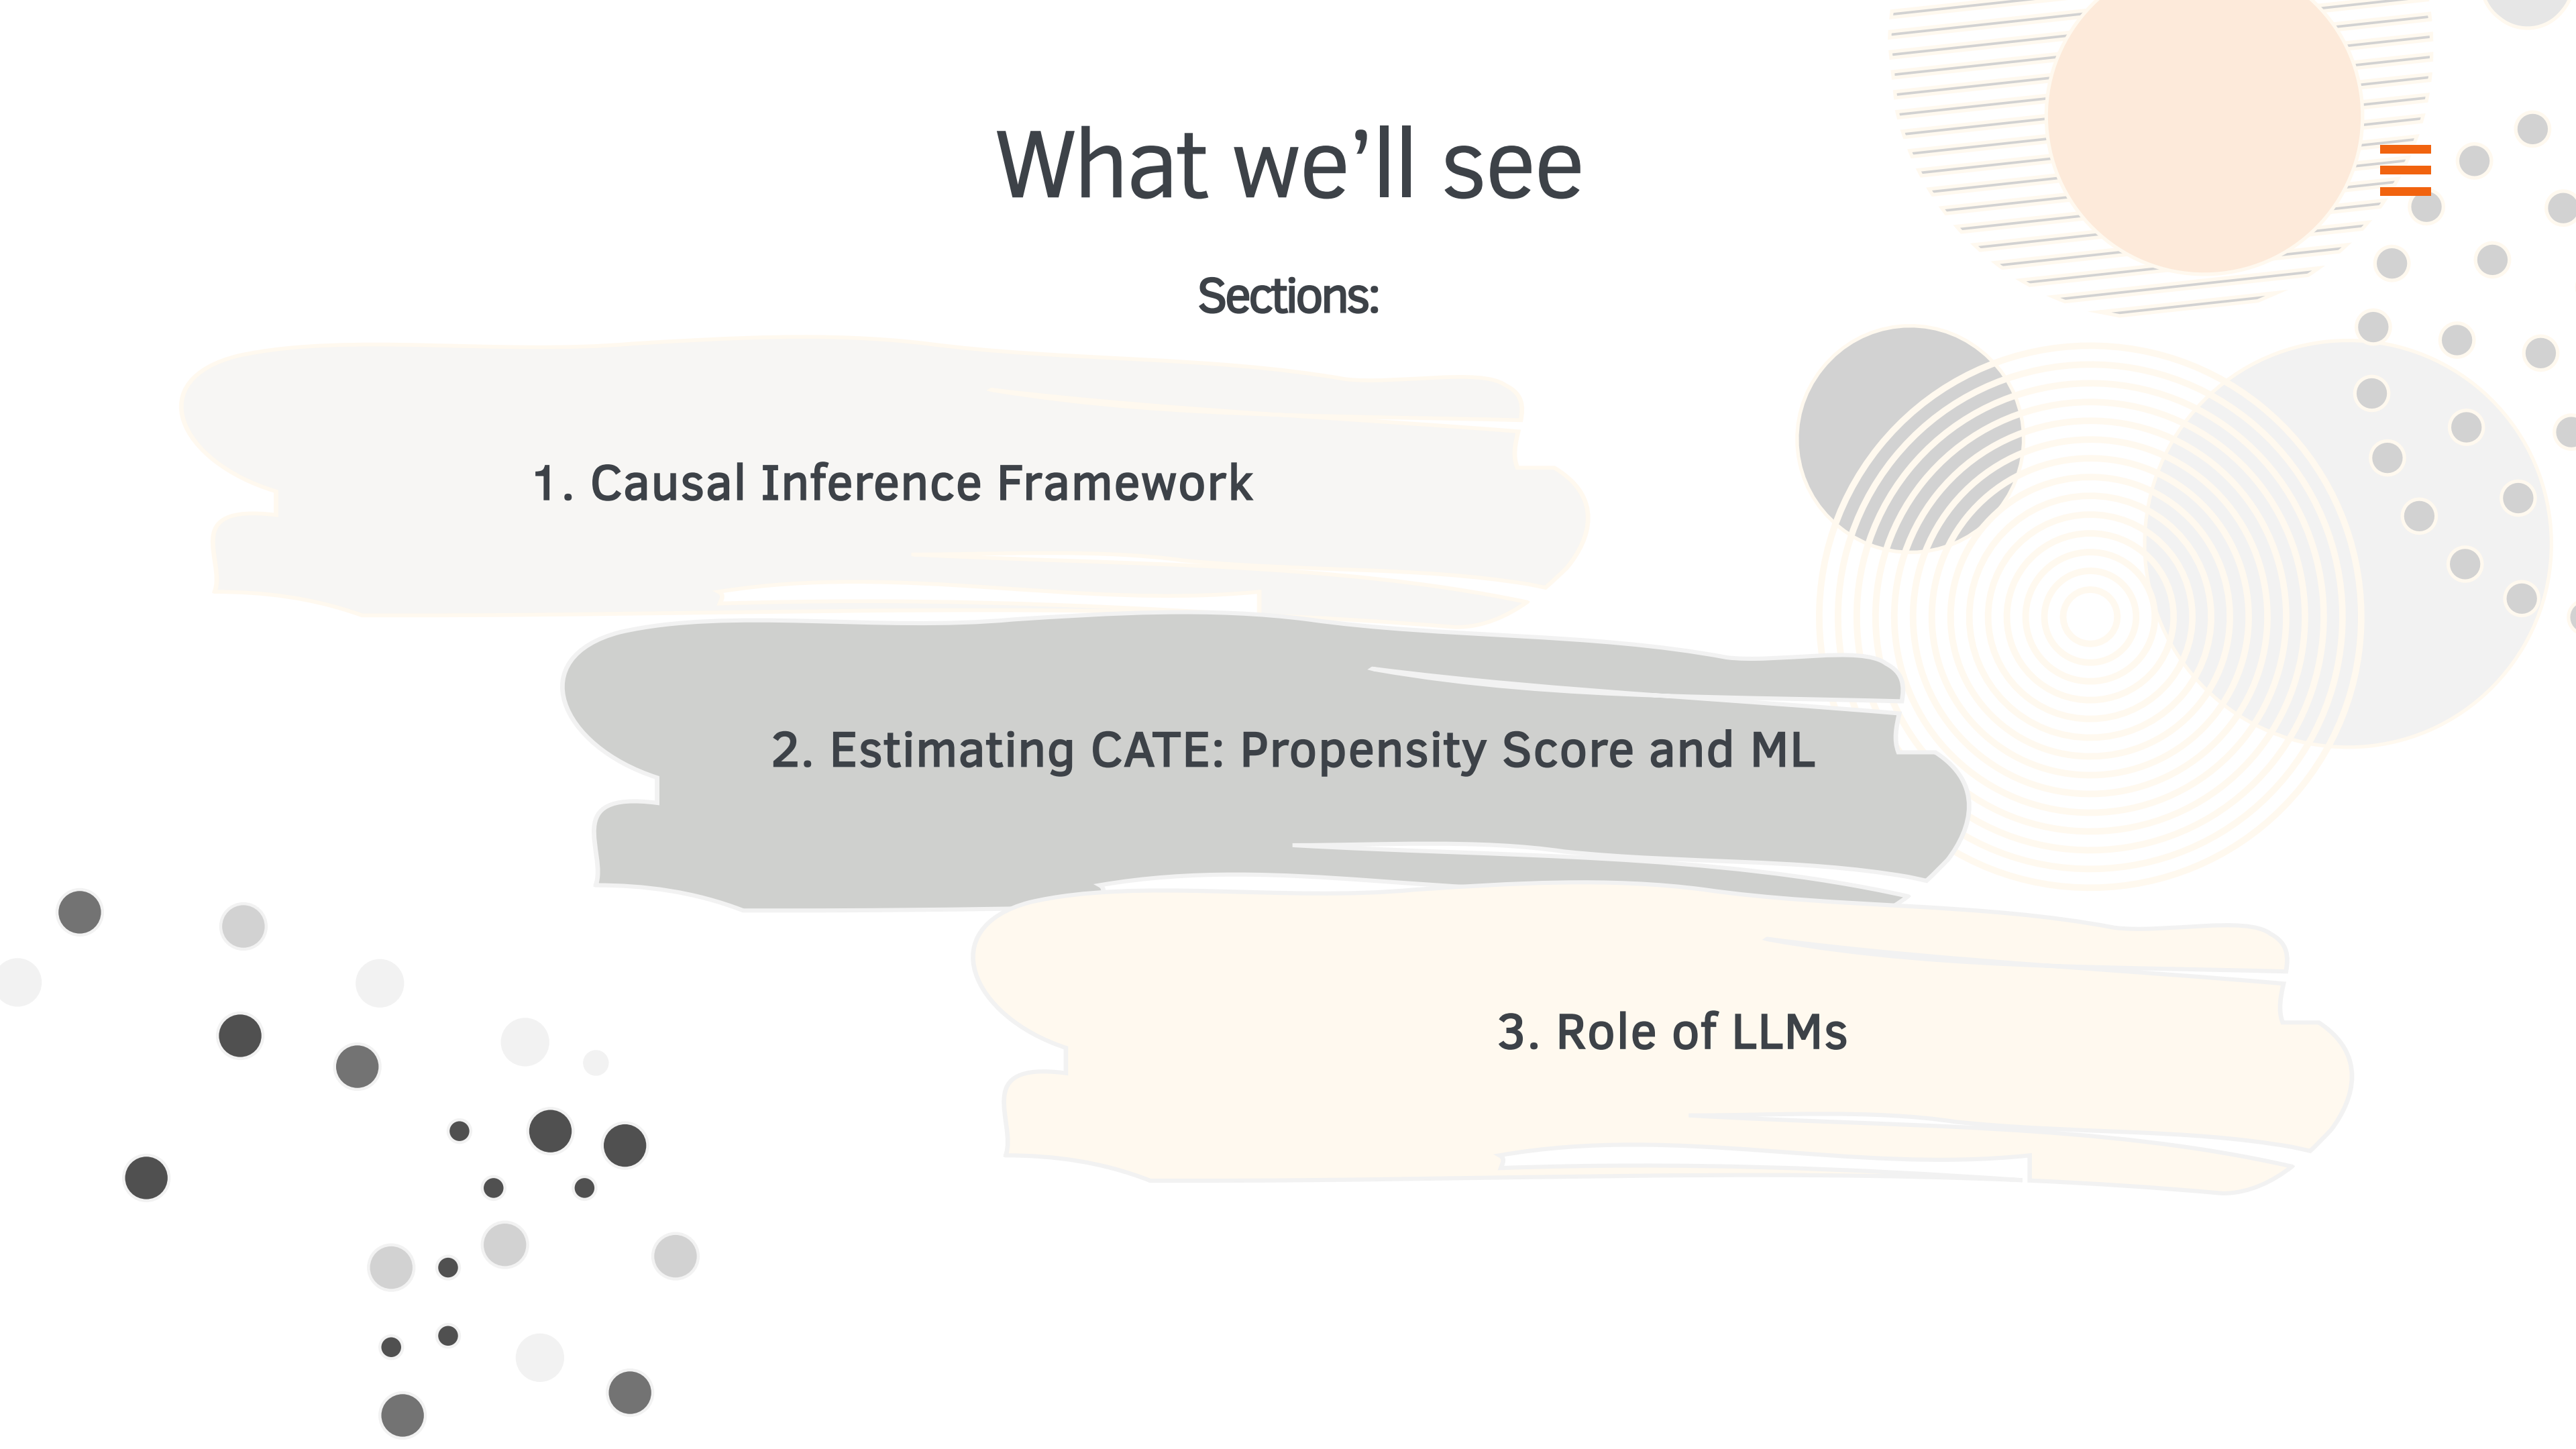 What we’ll see
Sections:
1. Causal Inference Framework
2. Estimating CATE: Propensity Score and ML
3. Role of LLMs